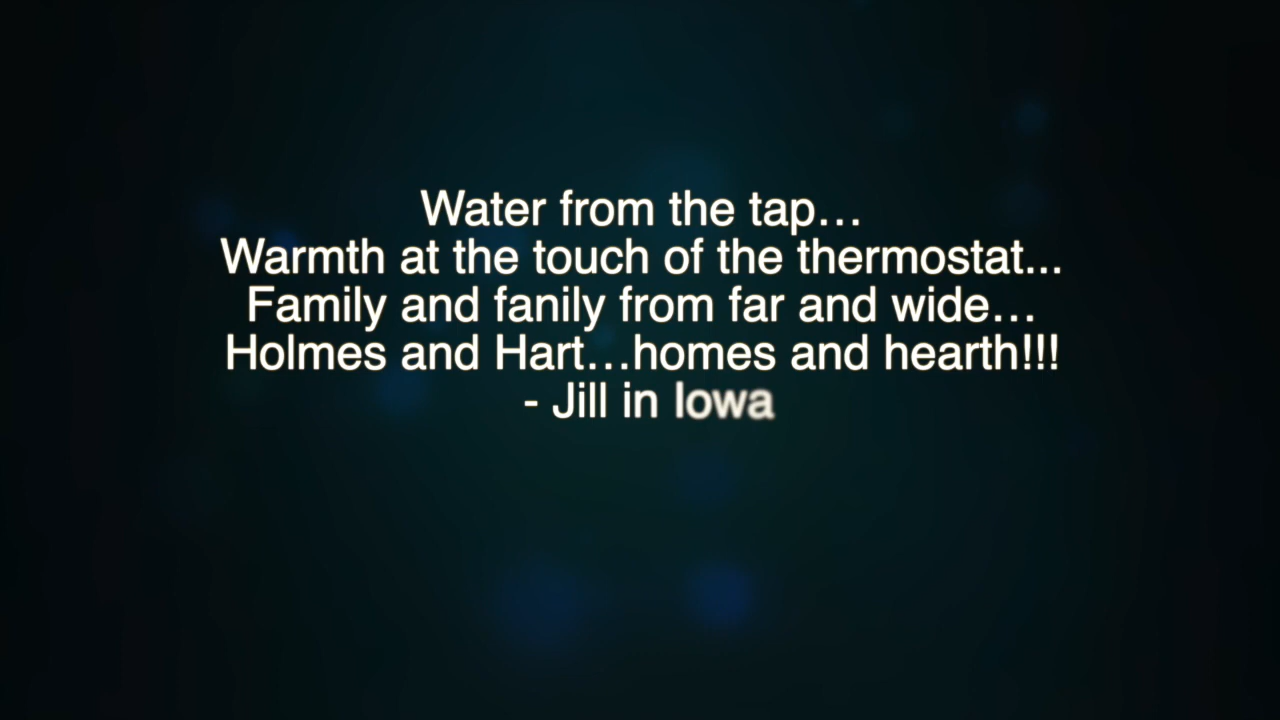 Water from the tap…
Warmth at the touch of the thermostat...
Family and fanily from far and wide…
Holmes and Hart…homes and hearth!!!
- Jill in Iowa